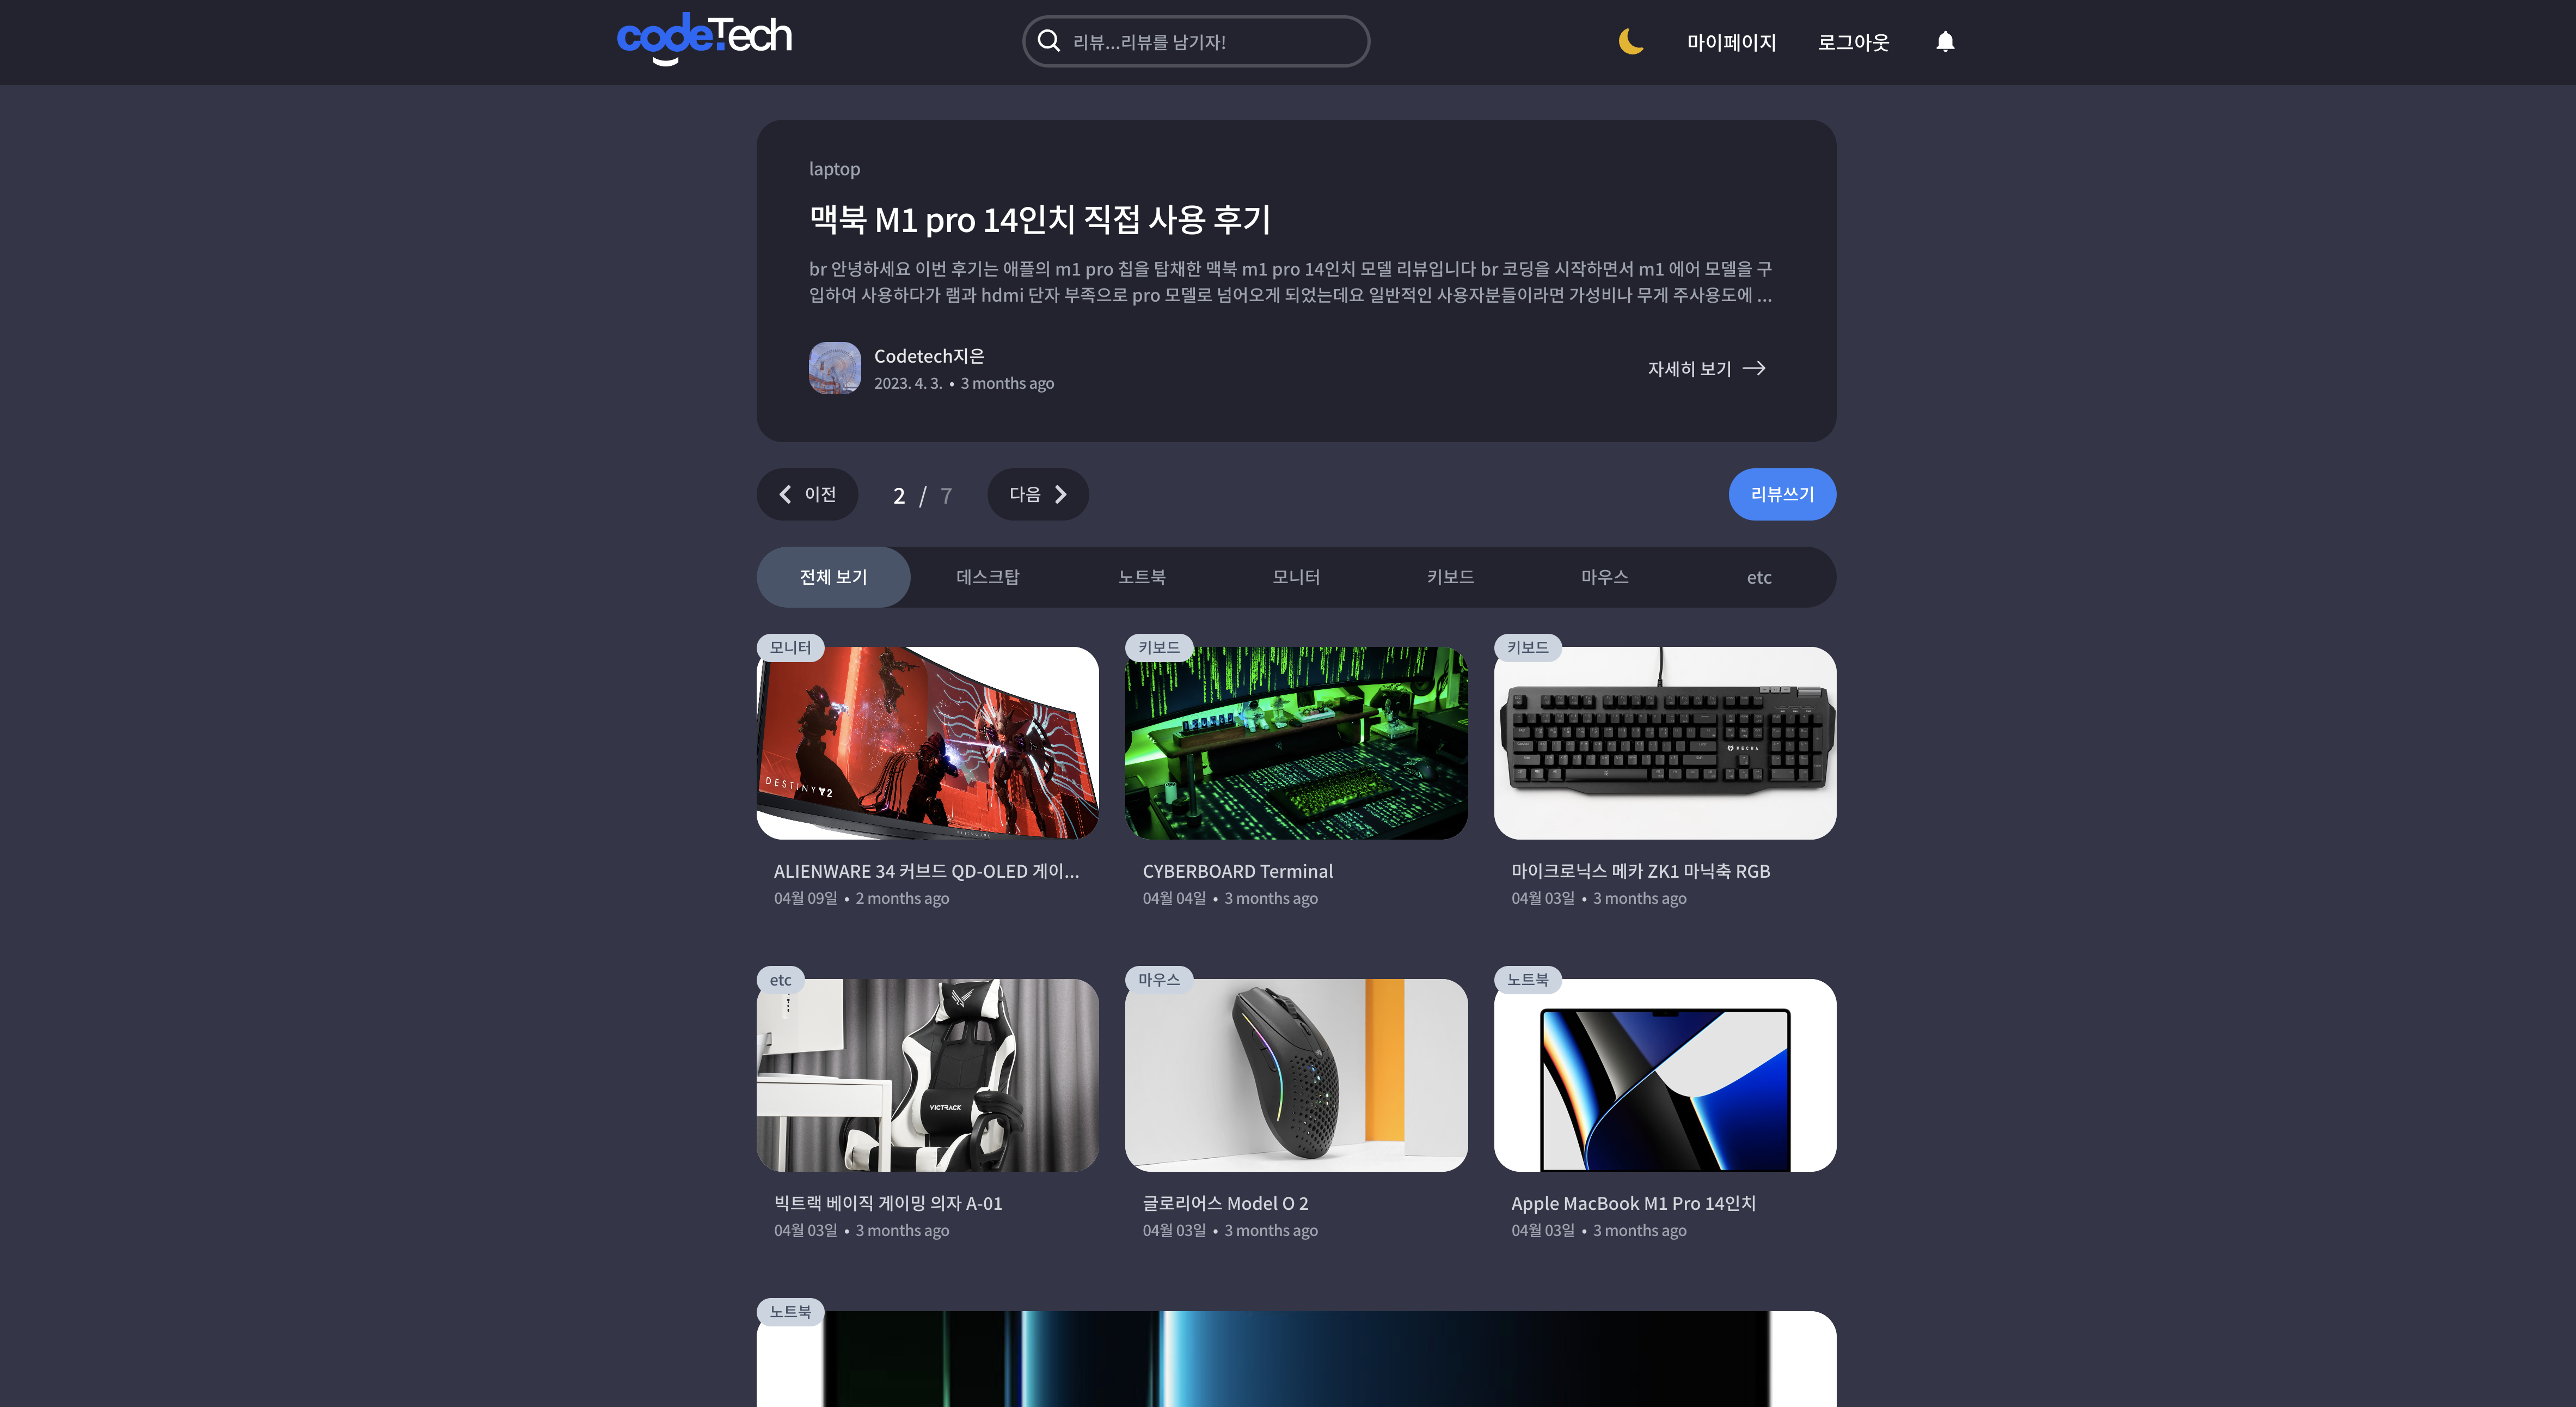 codeTech
리뷰...리뷰를 남기자!
마이페이지
로그아웃
laptop
맥북 M1 pro 14인치 직접 사용 후기
br 안녕하세요 이번 후기는 애플의 m1 pro 칩을 탑채한 맥북 m1 pro 14인치 모델 리뷰입니다 br 코딩을 시작하면서 m1 에어 모델을 구
입하여 사용하다가 램과 hdmi 단자 부족으로 pro 모델로 넘어오게 되었는데요 일반적인 사용자분들이라면 가성비나 무게 주사용도에 ...
Codetech지은
2023. 4. 3. • 3 months ago
자세히 보기
이전
2 / 7
다음
리뷰쓰기
전체 보기
데스크탑
노트북
모니터
키보드
마우스
etc
모니터
DESTINY 2
ALIENWARE
ALIENWARE 34 커브드 QD-OLED 게이...
04월 09일 • 2 months ago
키보드
CYBERBOARD Terminal
04월 04일 • 3 months ago
키보드
MECKA
마이크로닉스 메카 ZK1 마닉축 RGB
04월 03일 • 3 months ago
etc
VICTRACK
빅트랙 베이직 게이밍 의자 A-01
04월 03일 • 3 months ago
마우스
글로리어스 Model O 2
04월 03일 • 3 months ago
노트북
Apple MacBook M1 Pro 14인치
04월 03일 • 3 months ago
노트북